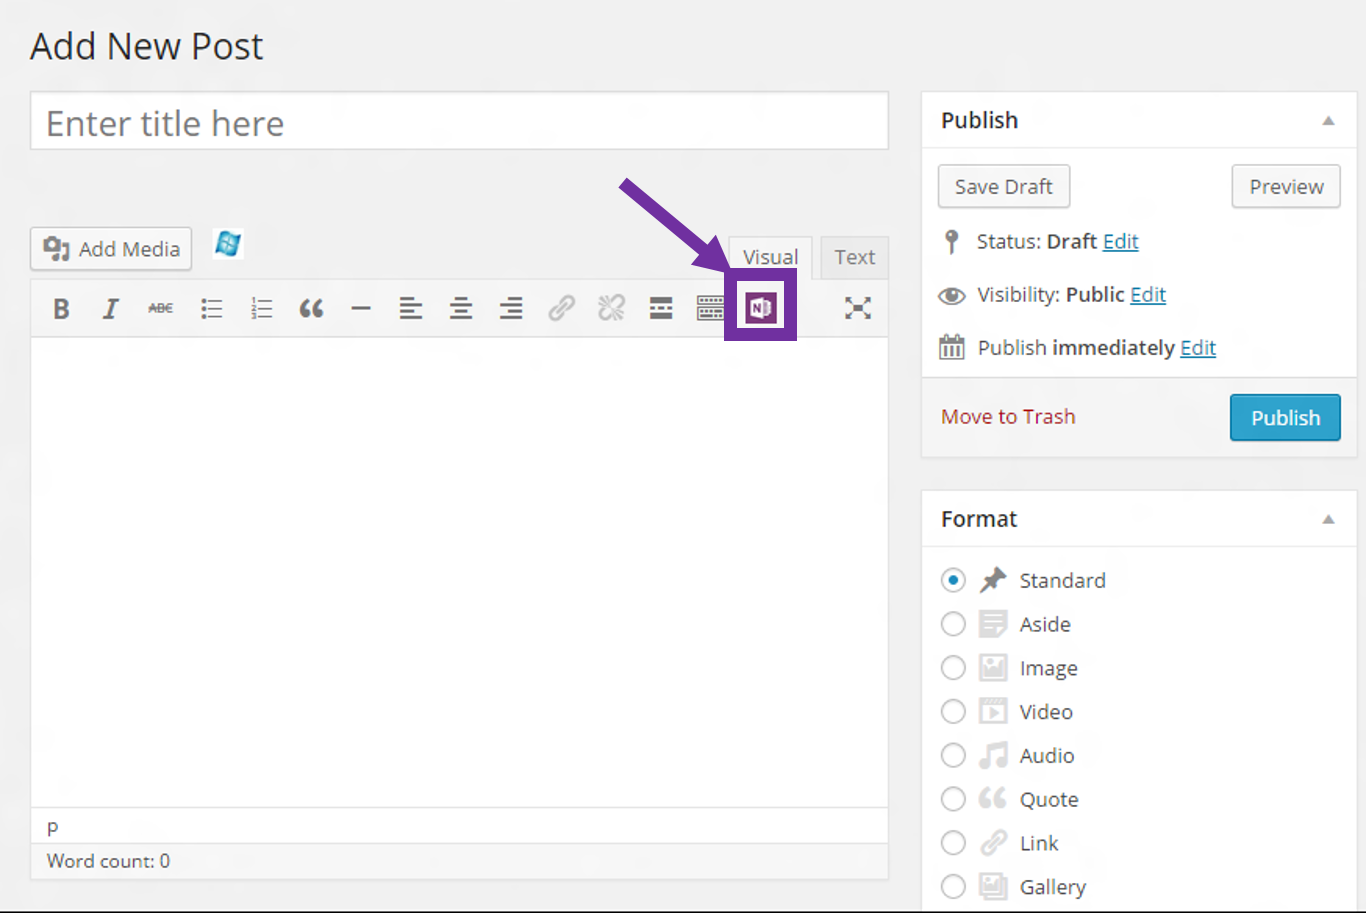 Add New Post
Enter title here
Add Media
Visual
Text
B I ABC
N
p
Word count: 0
Publish
Save Draft
Preview
Status: Draft Edit
Visibility: Public Edit
Publish immediately Edit
Move to Trash
Publish
Format
Standard
Aside
Image
Video
Audio
Quote
Link
Gallery